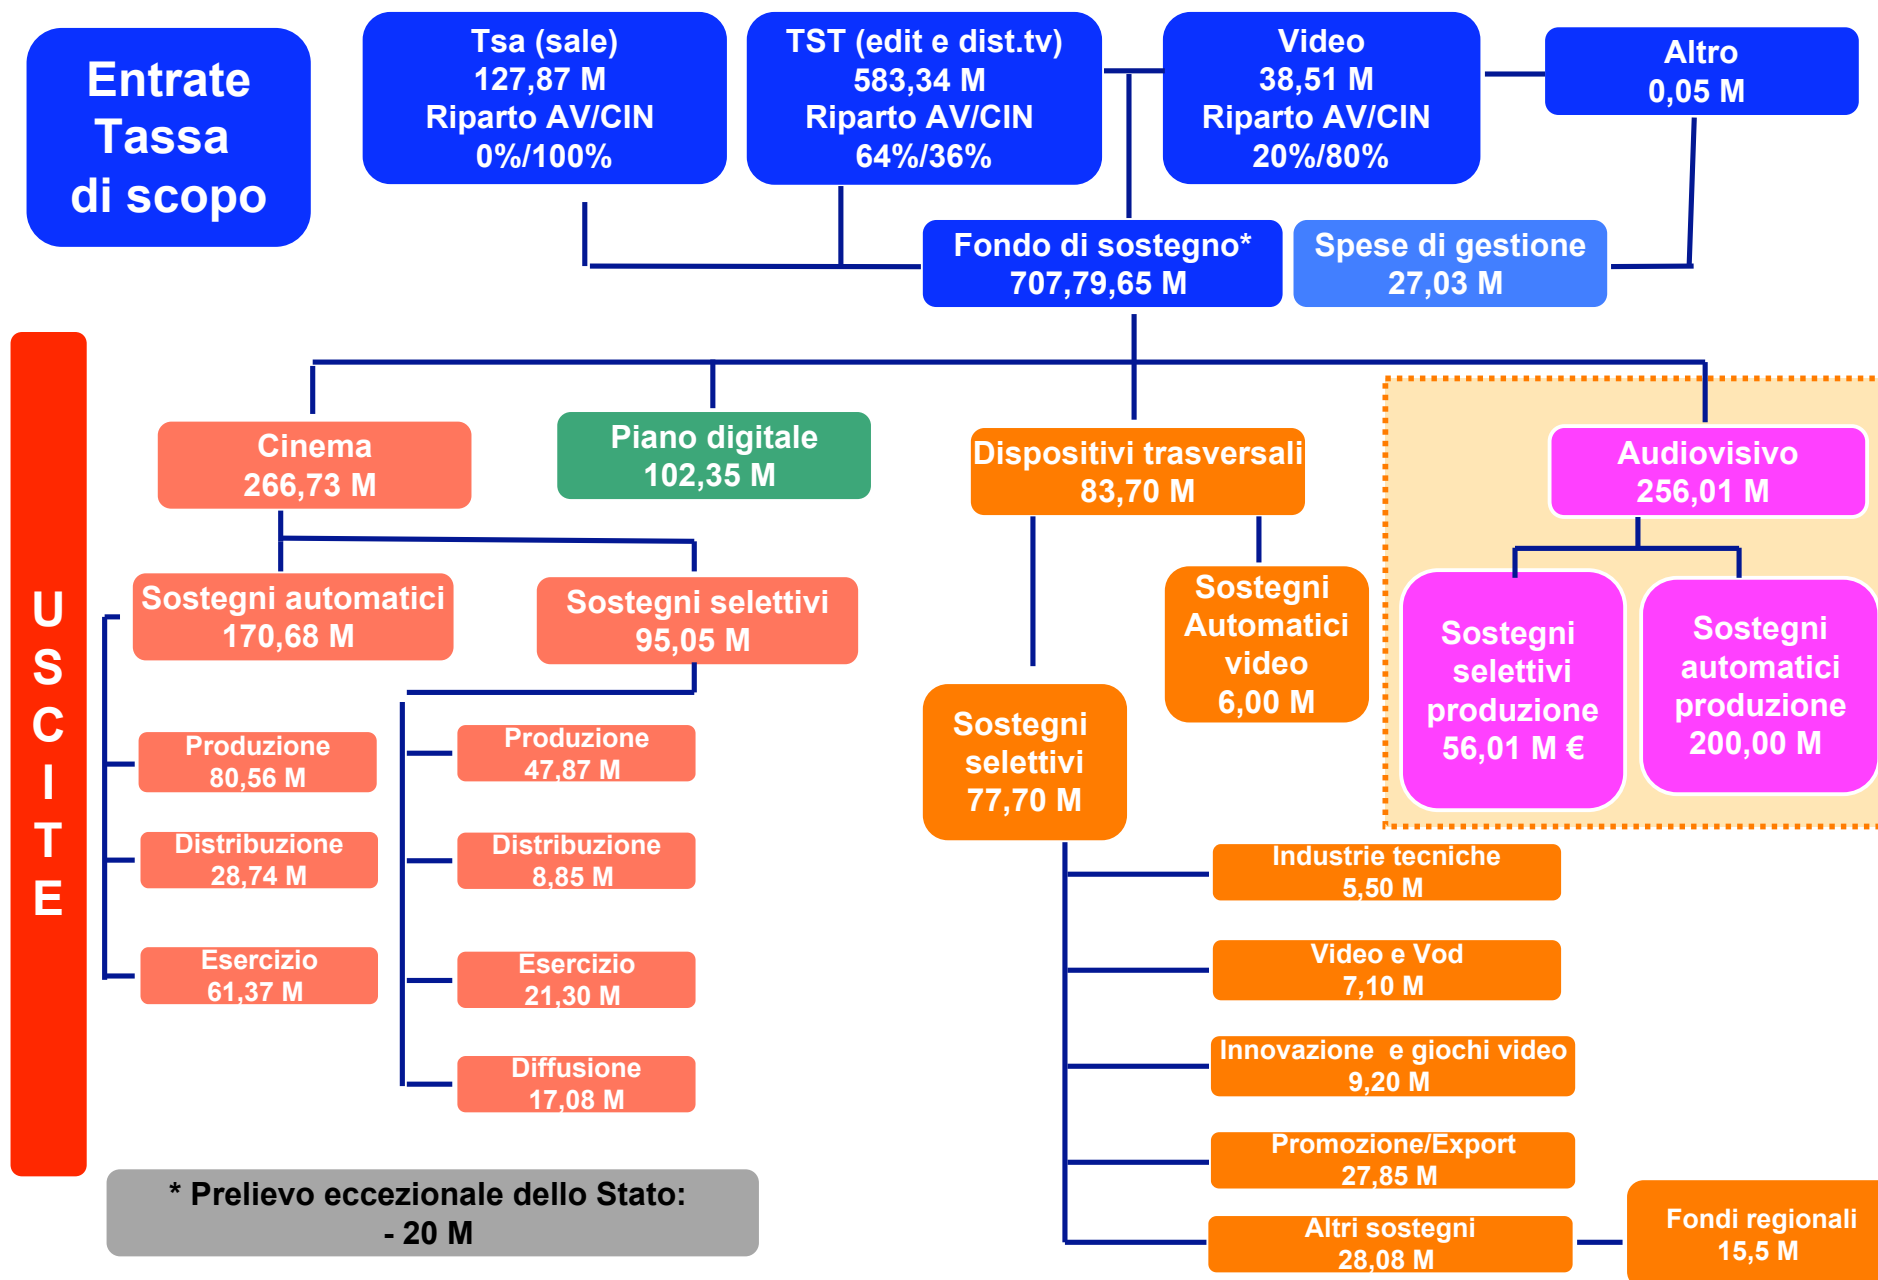 Entrate
Tassa
di scopo
Tsa (sale)
127,87 M
Riparto AV/CIN
0%/100%
TST (edit e dist.tv)
583,34 M
Riparto AV/CIN
64%/36%
Video
38,51 M
Riparto AV/CIN
20%/80%
Altro
0,05 M
Fondo di sostegno*
707,79,65 M
Spese di gestione
27,03 M
U
S
C
I
T
E
Cinema
266,73 M
Piano digitale
102,35 M
Dispositivi trasversali
83,70 M
Audiovisivo
256,01 M
Sostegni automatici
170,68 M
Sostegni selettivi
95,05 M
Sostegni
Automatici
video
6,00 M
Sostegni
selettivi
produzione
56,01 M €
Sostegni
automatici
produzione
200,00 M
Sostegni
selettivi
77,70 M
Produzione
80,56 M
Distribuzione
28,74 M
Esercizio
61,37 M
Produzione
47,87 M
Distribuzione
8,85 M
Esercizio
21,30 M
Diffusione
17,08 M
Industrie tecniche
5,50 M
Video e Vod
7,10 M
Innovazione e giochi video
9,20 M
Promozione/Export
27,85 M
Altri sostegni
28,08 M
Fondi regionali
15,5 M
* Prelievo eccezionale dello Stato:
- 20 M